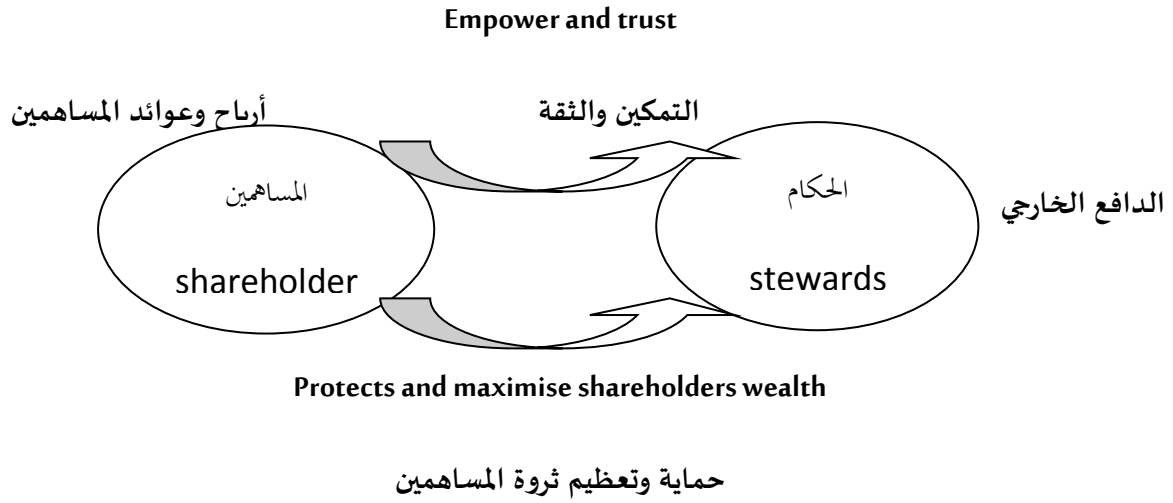 Empower and trust
أرباح وعوائد المساهمين
التمكين والثقة
المساهمين
shareholder
الحكام
stewards
الدافع الخارجي
Protects and maximise shareholders wealth
حماية وتعظيم ثروة المساهمين